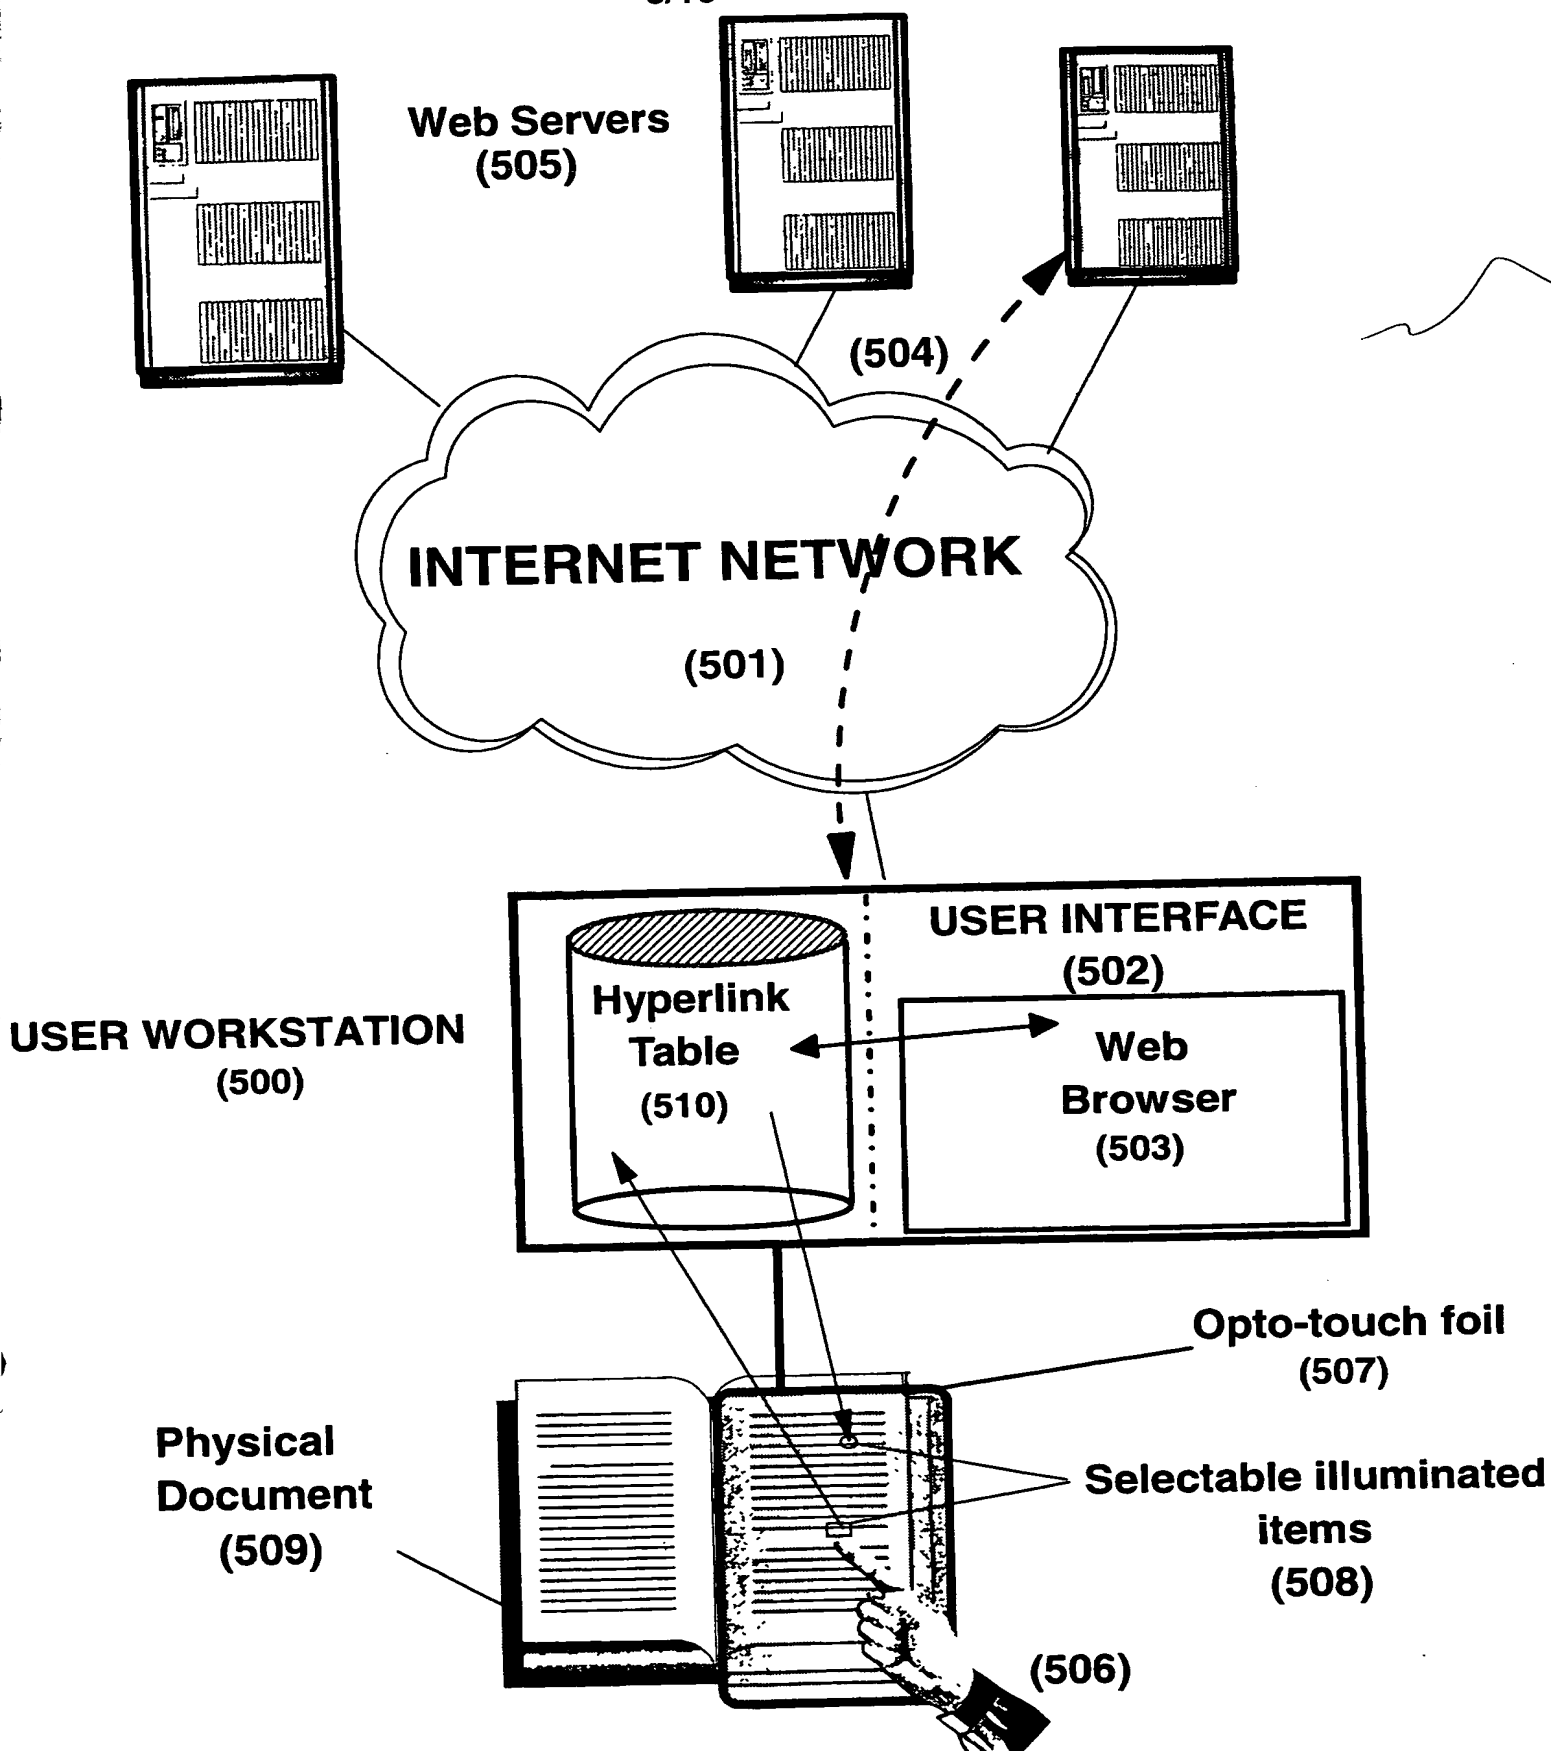 Web Servers
(505)
(504)
INTERNET NETWORK
(501)
USER INTERFACE
(502)
Hyperlink
Table
(510)
Web
Browser
(503)
USER WORKSTATION
(500)
Opto-touch foil
(507)
Physical
Document
(509)
Selectable illuminated
items
(508)
(506)